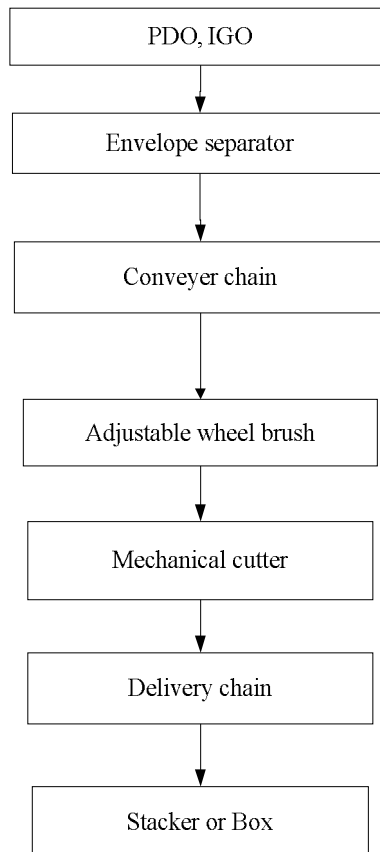 PDO, IGO
Envelope separator
Conveyer chain
Adjustable wheel brush
Mechanical cutter
Delivery chain
Stacker or Box